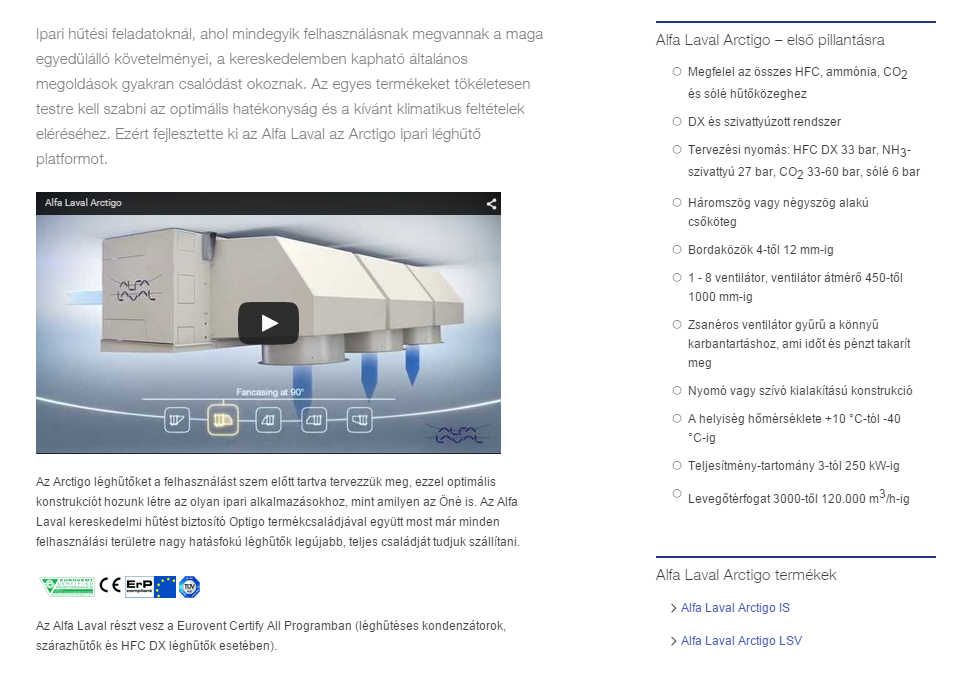 Ipari hűtési feladatoknál, ahol mindegyik felhasználásnak megvannak a maga
egyedülálló követelményei, a kereskedelemben kapható általános
megoldások gyakran csalódást okoznak. Az egyes termékeket tökéletesen
testre kell szabni az optimális hatékonyság és a kívánt klimatikus feltételek
eléréséhez. Ezért fejlesztette ki az Alfa Laval az Arctigo ipari léghűtő
platformot.
Alfa Laval Arctigo
ALFA
LAVAL
Fancasing at 90°
ALFA
LAVAL
Az Arctigo léghűtőket a felhasználást szem előtt tartva tervezzük meg, ezzel optimális
konstrukciót hozunk létre az olyan ipari alkalmazásokhoz, mint amilyen az Öné is. Az Alfa
Laval kereskedelmi hűtést biztosító Optigo termékcsaládjával együtt most már minden
felhasználási területre nagy hatásfokú léghűtők legújabb, teljes családját tudjuk szállítani.
EUROVENT CERTIFIED PERFORMANCE CE ErP compliant TÜV
Az Alfa Laval részt vesz a Eurovent Certify All Programban (léghűtéses kondenzátorok,
szárazhűtők és HFC DX léghűtők esetében).
Alfa Laval Arctigo – első pillantásra
Megfelel az összes HFC, ammónia, CO2
és sólé hűtőközeghez
DX és szivattyúzott rendszer
Tervezési nyomás: HFC DX 33 bar, NH3-
szivattyú 27 bar, CO2 33-60 bar, sólé 6 bar
Háromszög vagy négyszög alakú
csőköteg
Bordaközök 4-től 12 mm-ig
1 - 8 ventilátor, ventilátor átmérő 450-től
1000 mm-ig
Zsanéros ventilátor gyűrű a könnyű
karbantartáshoz, ami időt és pénzt takarít
meg
Nyomó vagy szívó kialakítású konstrukció
A helyiség hőmérséklete +10 °C-tól -40
°C-ig
Teljesítmény-tartomány 3-tól 250 kW-ig
Levegőtérfogat 3000-től 120.000 m3/h-ig
Alfa Laval Arctigo termékek
Alfa Laval Arctigo IS
Alfa Laval Arctigo LSV